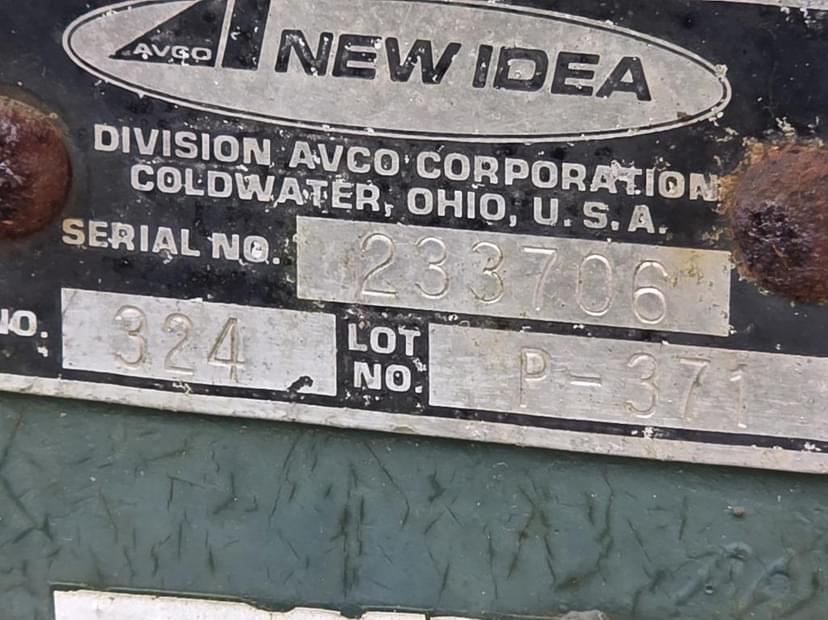 AVCO NEW IDEA
DIVISION AVCO CORPORATION
COLDWATER, OHIO, U.S.A.
SERIAL NO. 233706
NO. 324 LOT NO. P-371